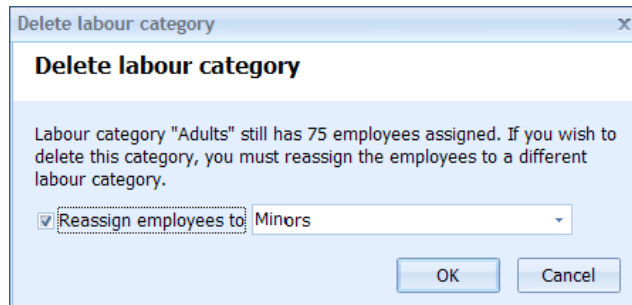 Delete labour category
x
Delete labour category
Labour category "Adults" still has 75 employees assigned. If you wish to
delete this category, you must reassign the employees to a different
labour category.
Reassign employees to Minors
OK Cancel